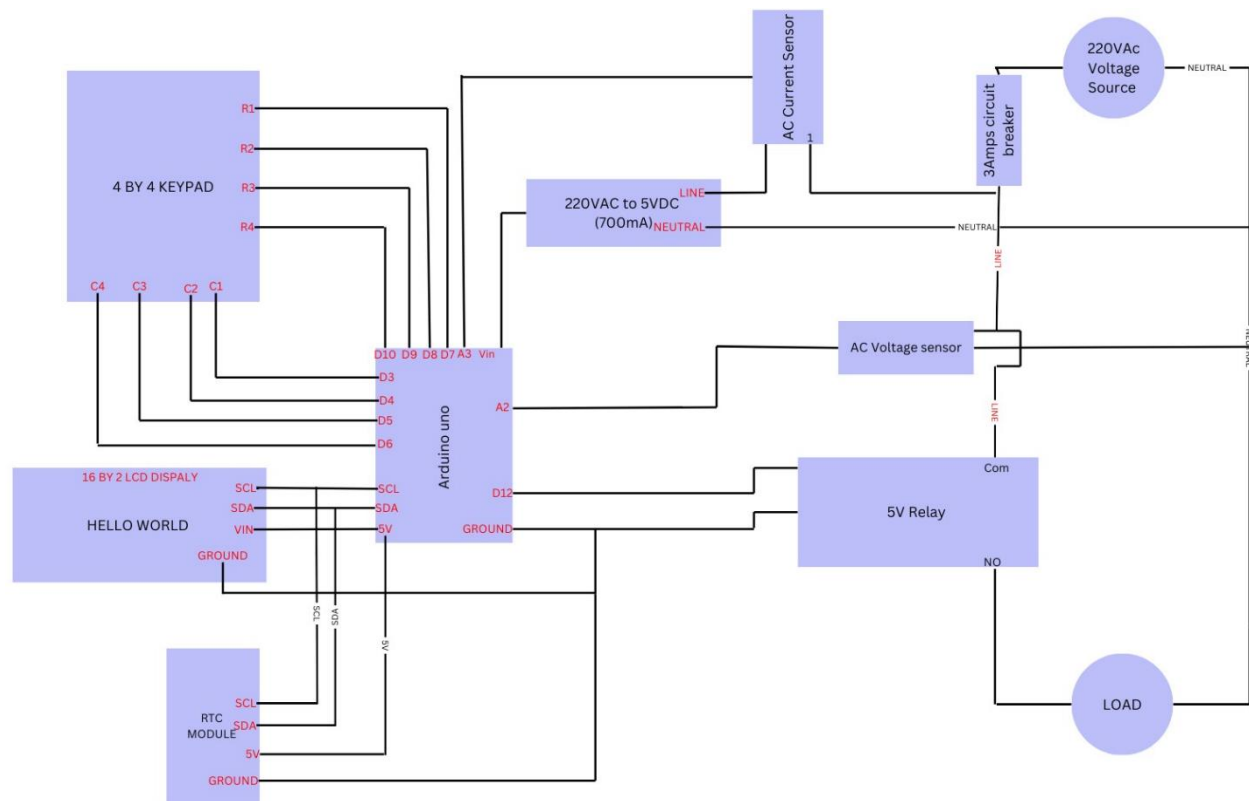 220VAc
Voltage
Source
NEUTRAL
AC Current Sensor
1
3Amps circuit
breaker
4 BY 4 KEYPAD
R1
R2
R3
R4
C4
C3
C2
C1
220VAC to 5VDC
(700mA)
LINE
NEUTRAL
NEUTRAL
LINE
NEUTRAL
AC Voltage sensor
LINE
Arduino uno
D10
D9
D8
D7
A3
Vin
D3
D4
D5
D6
A2
SCL
SDA
5V
D12
GROUND
16 BY 2 LCD DISPALY
HELLO WORLD
SCL
SDA
VIN
GROUND
Com
5V Relay
NO
SCL
SDA
5V
RTC
MODULE
SCL
SDA
5V
GROUND
LOAD